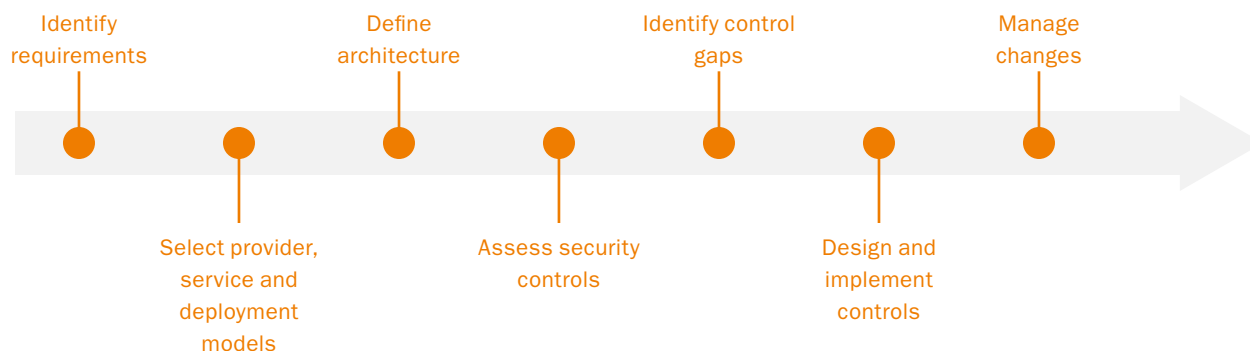 Identify
requirements
Select provider,
service and
deployment
models
Define
architecture
Assess security
controls
Identify control
gaps
Design and
implement
controls
Manage
changes